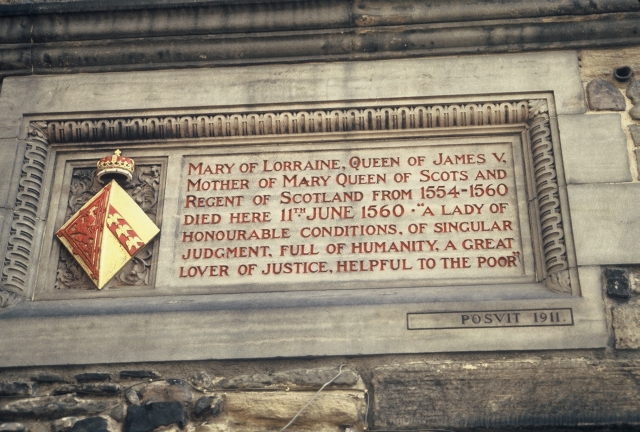 MARY OF LORRAINE, QUEEN OF JAMES V,
MOTHER OF MARY QUEEN OF SCOTS AND
REGENT OF SCOTLAND FROM 1554-1560
DIED HERE 11TH JUNE 1560 · "A LADY OF
HONOURABLE CONDITIONS, OF SINGULAR
JUDGMENT, FULL OF HUMANITY, A GREAT
LOVER OF JUSTICE, HELPFUL TO THE POOR"
POSVIT 1911.